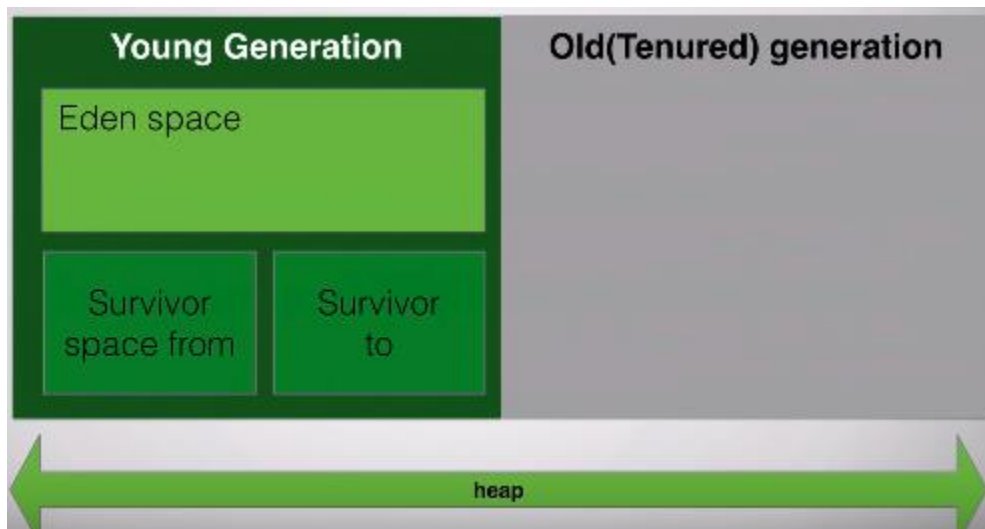 Young Generation
Old(Tenured) generation
Eden space
Survivor
space from
Survivor
to
heap